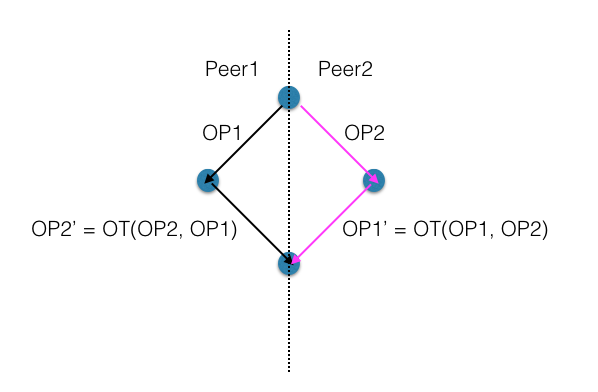 Peer1 Peer2
OP1 OP2
OP2’ = OT(OP2, OP1) OP1’ = OT(OP1, OP2)